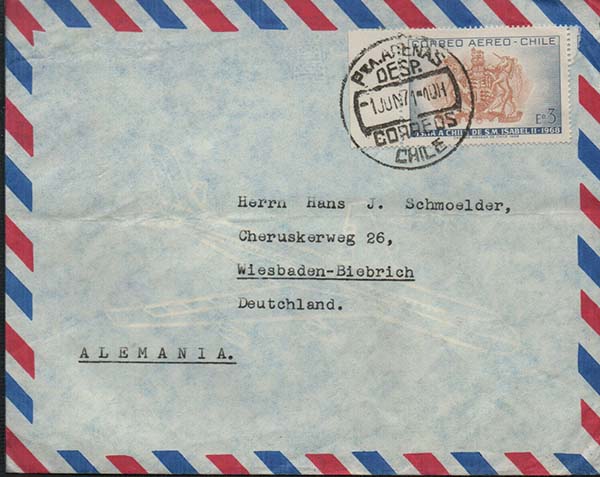 CORREO AEREO - CHILE
Eº 3
A CHILE DE S.M. ISABEL II - 1968
PTA. ARENAS
DESP.
-1 JUN 71-10H
CORREOS
CHILE
Herrn Hans J. Schmoelder,
Cheruskerweg 26,
Wiesbaden-Biebrich
Deutchland.
ALEMANIA.